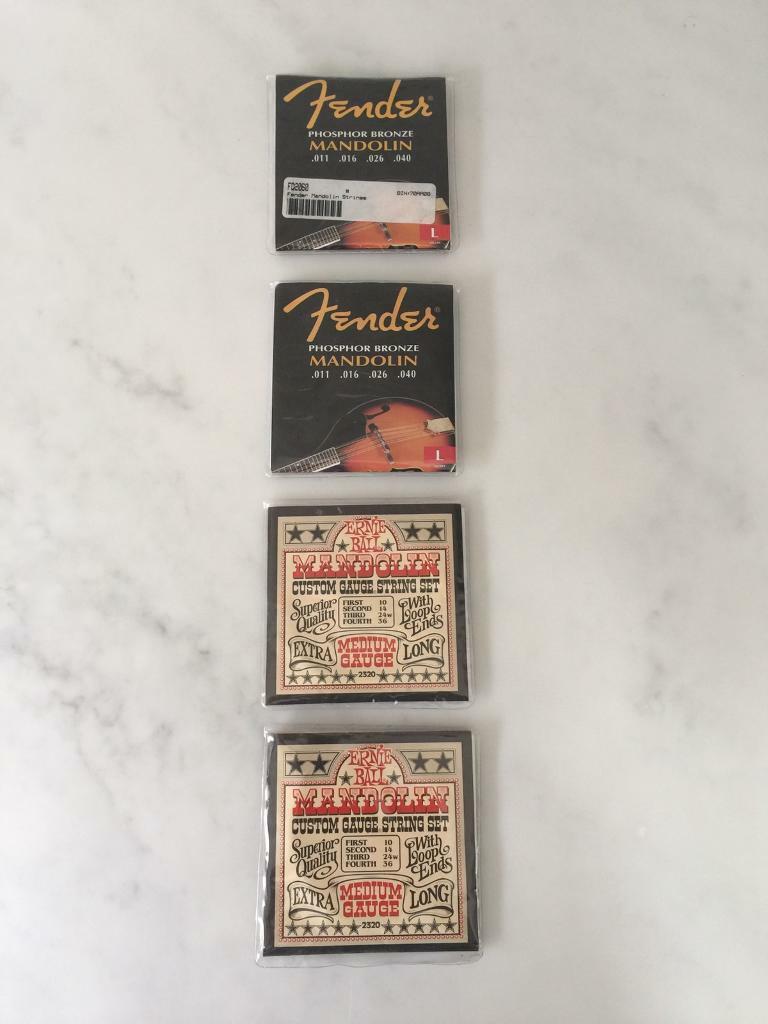 Fender®
PHOSPHOR BRONZE
MANDOLIN
.011 .016 .026 .040
FD2060
Fender Mandolin Strings
L
Fender®
PHOSPHOR BRONZE
MANDOLIN
.011 .016 .026 .040
L
ERNIE
BALL
MANDOLIN
CUSTOM GAUGE STRING SET
Superior
Quality
FIRST 10
SECOND 14
THIRD 24w
FOURTH 36
With
Loop
Ends
EXTRA
MEDIUM
GAUGE
LONG
2320
ERNIE
BALL
MANDOLIN
CUSTOM GAUGE STRING SET
Superior
Quality
FIRST 10
SECOND 14
THIRD 24w
FOURTH 36
With
Loop
Ends
EXTRA
MEDIUM
GAUGE
LONG
2320